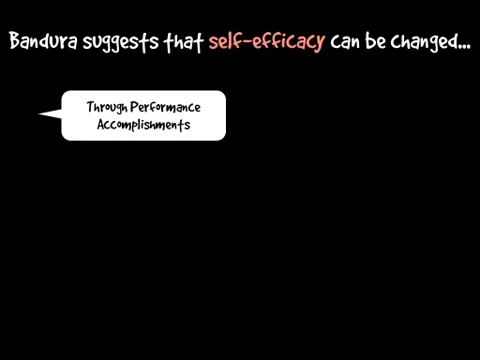 Bandura suggests that self-efficacy can be changed...
Through Performance
Accomplishments